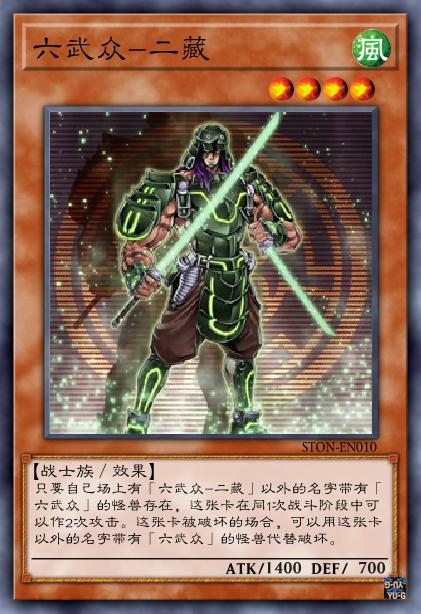 六武众–二藏
風
STON-EN010
【战士族/效果】
只要自己场上有「六武众–二藏」以外的名字带有「
六武众」的怪兽存在，这张卡在同1次战斗阶段中可
以作2次攻击。这张卡被破坏的场合，可以用这张卡
以外的名字带有「六武众」的怪兽代替破坏。
ATK/1400 DEF/ 700